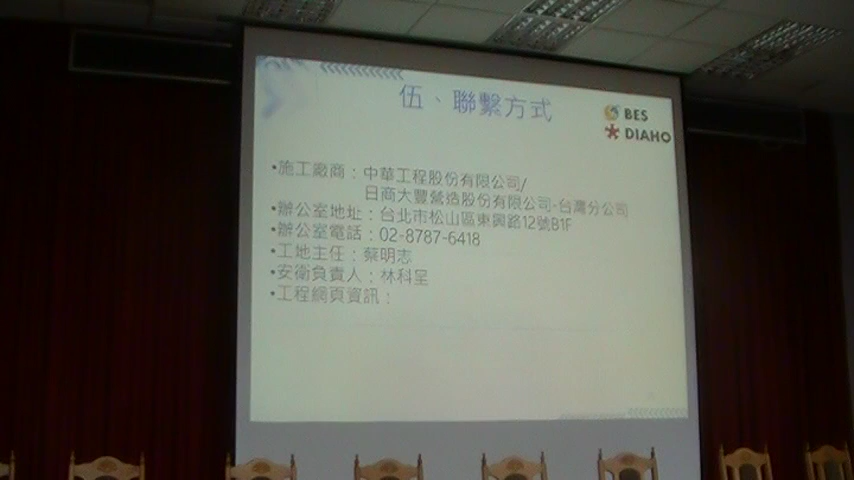 伍、聯繫方式
BES
DIAHO
•施工廠商：中華工程股份有限公司/
日商大豐營造股份有限公司-台灣分公司
•辦公室地址：台北市松山區東興路12號B1F
•辦公室電話：02-8787-6418
•工地主任：蔡明志
•安衛負責人：林科呈
•工程網頁資訊：